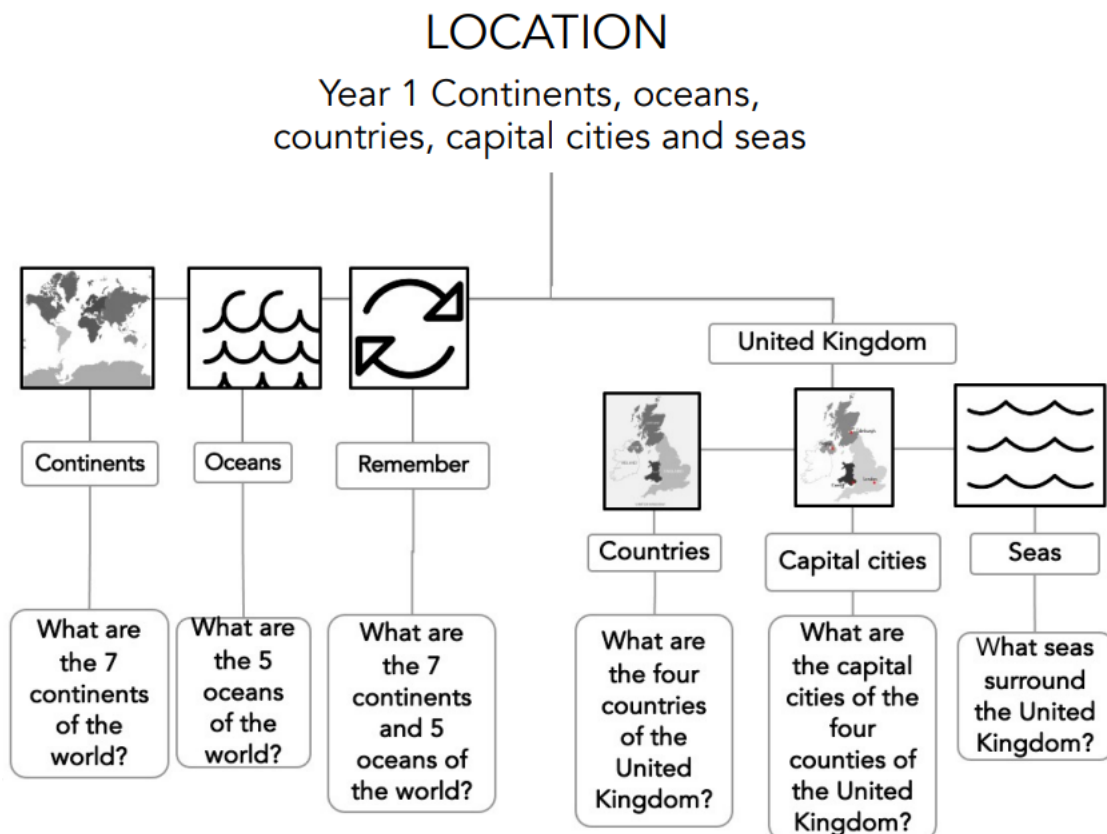 LOCATION
Year 1 Continents, oceans,
countries, capital cities and seas
United Kingdom
Continents
Oceans
Remember
Countries
Capital cities
Seas
What are
the 7
continents
of the
world?
What are
the 5
oceans
of the
world?
What are
the 7
continents
and 5
oceans of
the world?
What are
the four
countries
of the
United
Kingdom?
What are
the capital
cities of the
four
counties of
the United
Kingdom?
What seas
surround
the United
Kingdom?